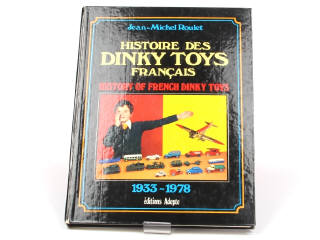 Jean-Michel Roulet
HISTOIRE DES
DINKY TOYS
FRANÇAIS
HISTORY OF FRENCH DINKY TOYS
1933-1978
éditions Adepte